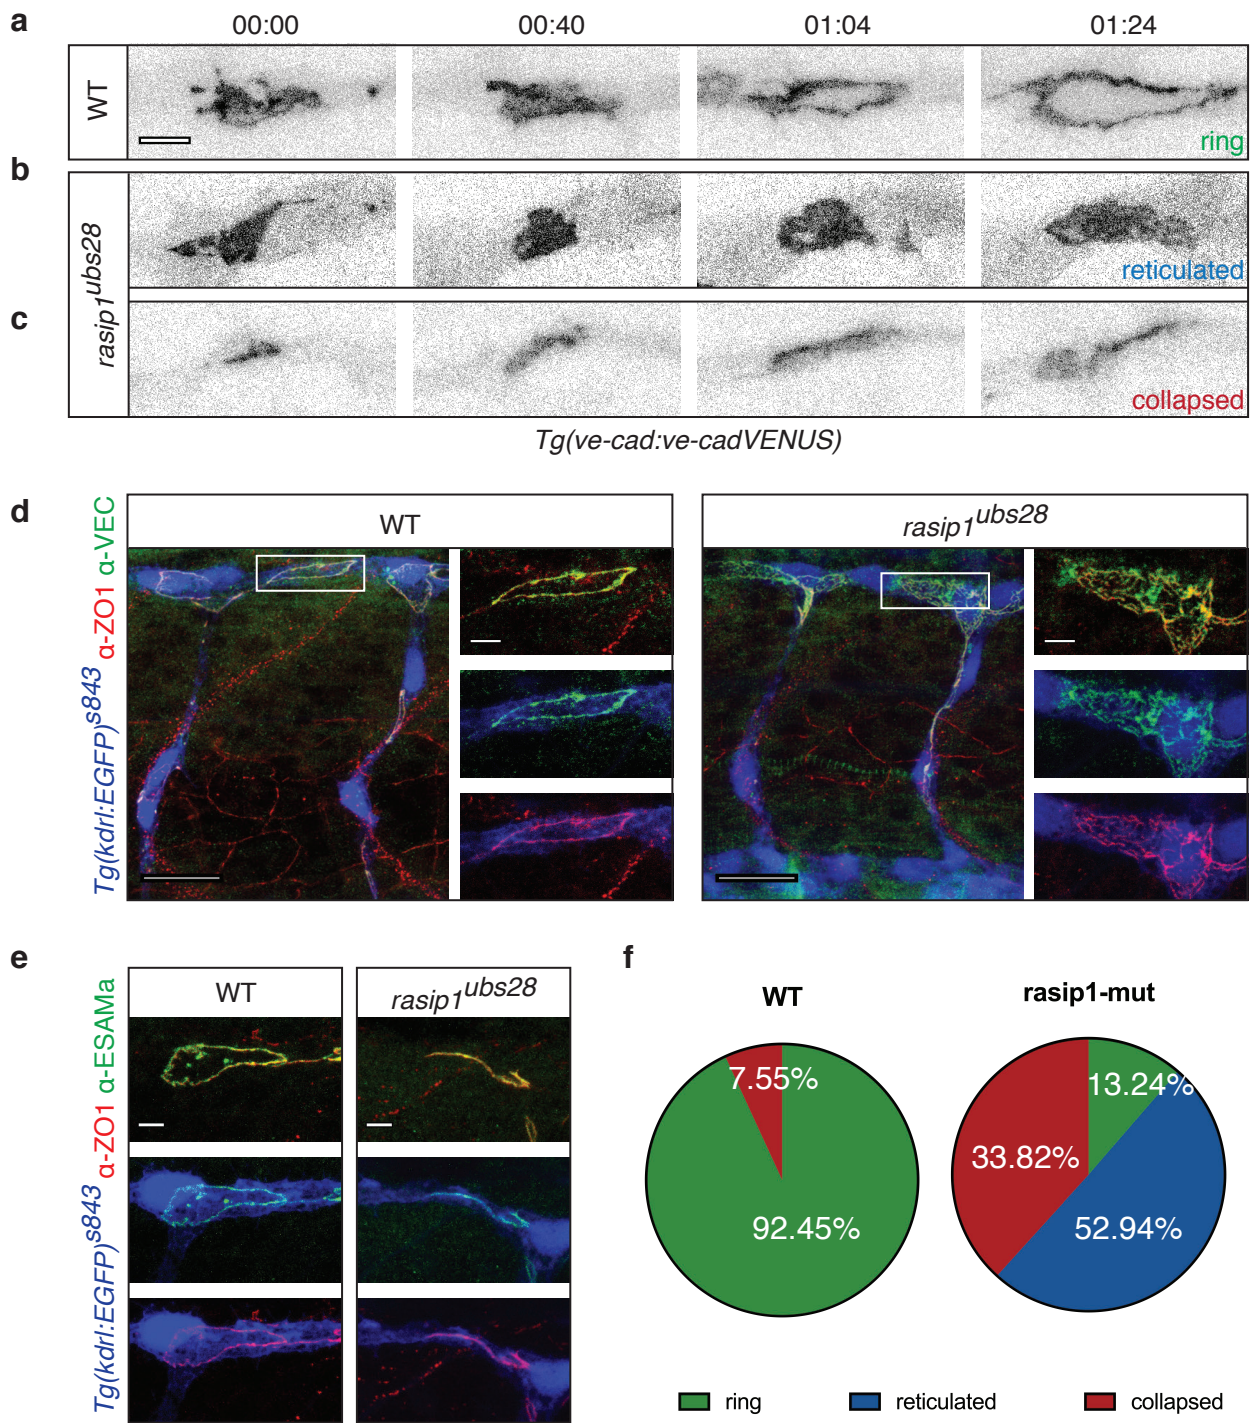 a
00:00 00:40 01:04 01:24
WT
ring
b
rasip1ubs28
reticulated
c
collapsed
Tg(ve-cad:ve-cadVENUS)
d
Tg(kdrl:EGFP)s843 α-ZO1 α-VEC
WT
rasip1ubs28
e
Tg(kdrl:EGFP)s843 α-ZO1 α-ESAMa
WT
rasip1ubs28
f
WT
rasip1-mut
7.55%
92.45%
13.24%
33.82%
52.94%
ring reticulated collapsed